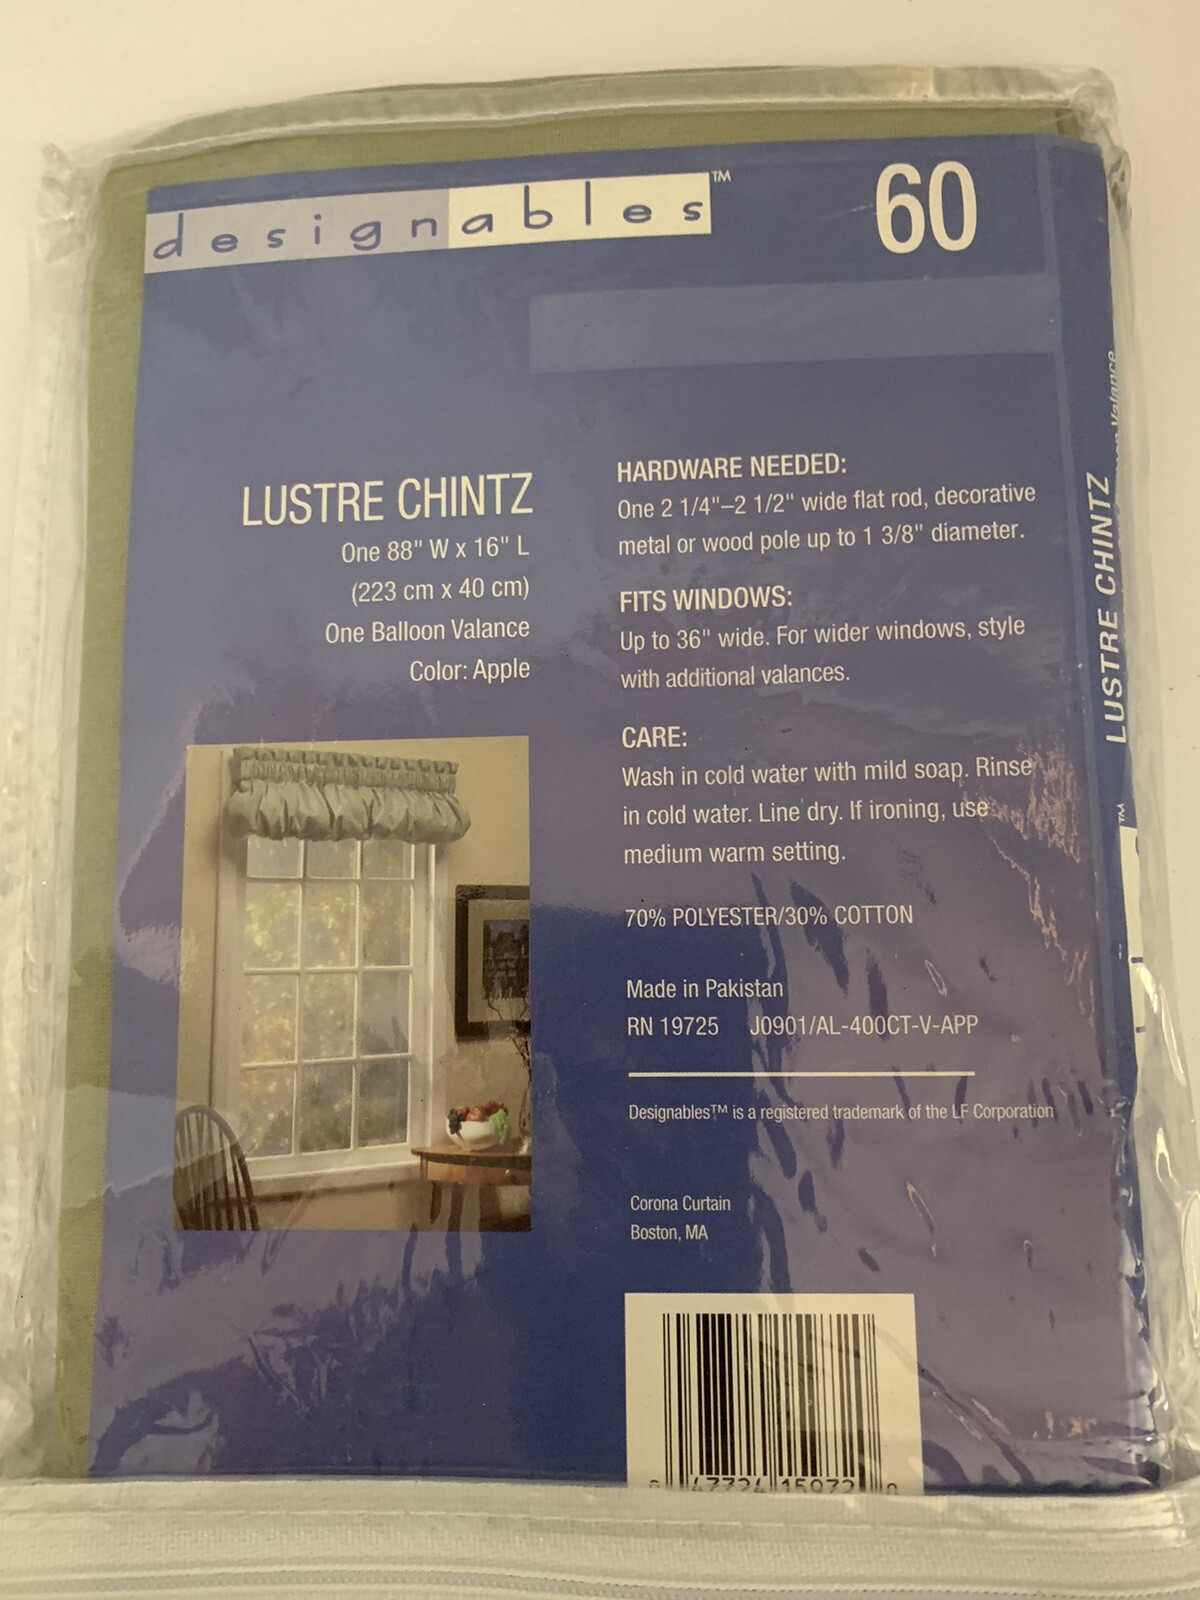 designables™
60
LUSTRE CHINTZ
One 88" W x 16" L
(223 cm x 40 cm)
One Balloon Valance
Color: Apple
HARDWARE NEEDED:
One 2 1/4"–2 1/2" wide flat rod, decorative
metal or wood pole up to 1 3/8" diameter.
FITS WINDOWS:
Up to 36" wide. For wider windows, style
with additional valances.
CARE:
Wash in cold water with mild soap. Rinse
in cold water. Line dry. If ironing, use
medium warm setting.
70% POLYESTER/30% COTTON
Made in Pakistan
RN 19725 J0901/AL-400CT-V-APP
Designables™ is a registered trademark of the LF Corporation
Corona Curtain
Boston, MA
47724 15972 0
LUSTRE CHINTZ
Valance
™